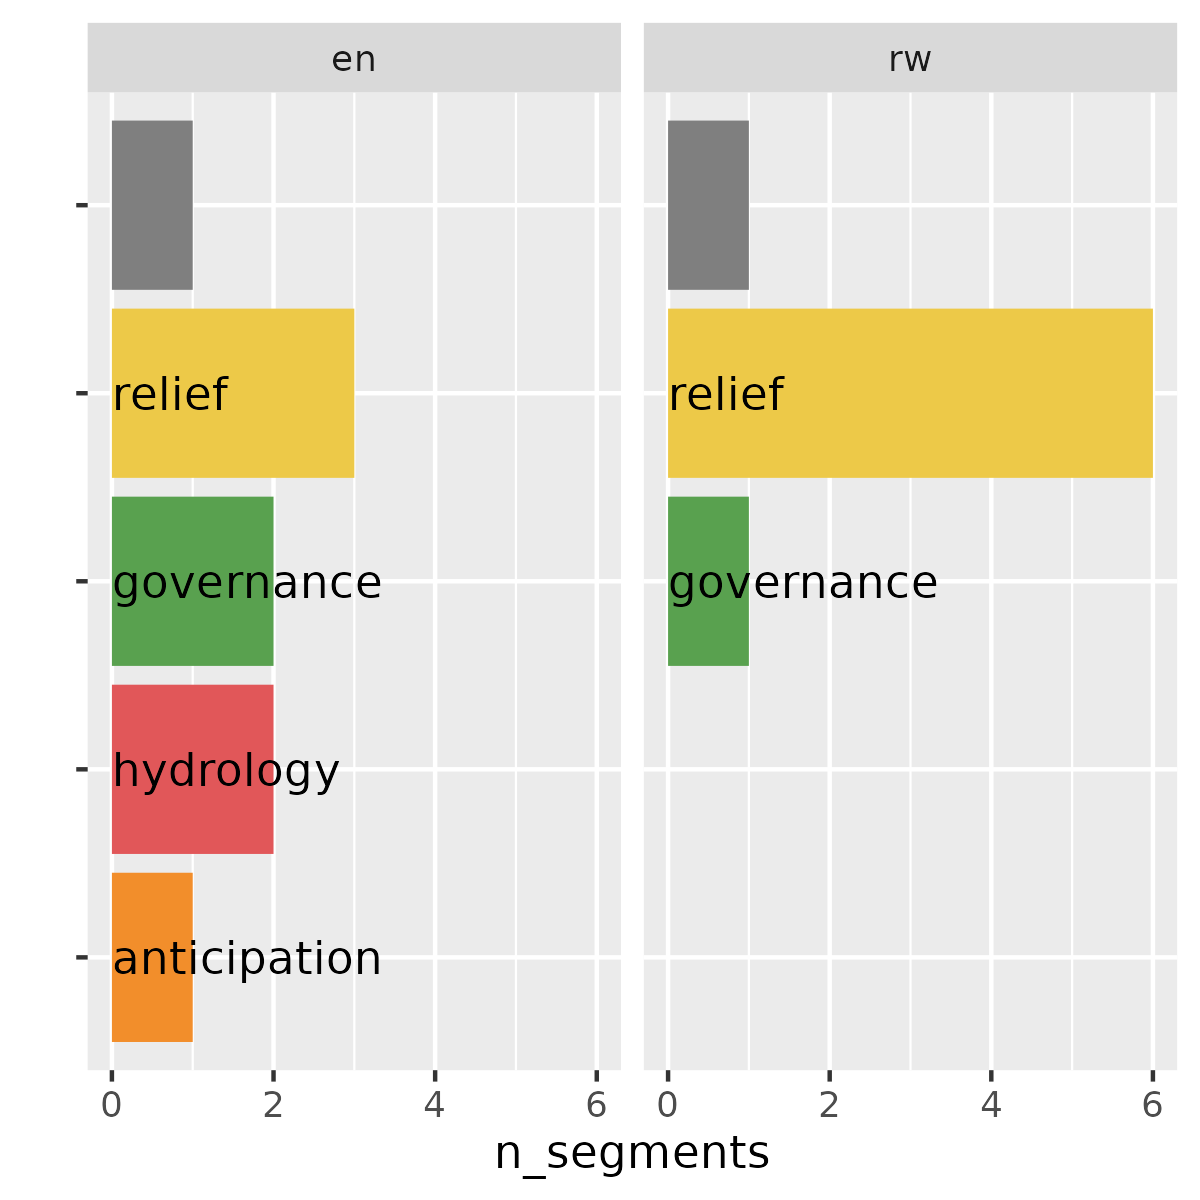 en
rw
relief
relief
governance
governance
hydrology
anticipation
0 2 4 6 0 2 4 6
n_segments